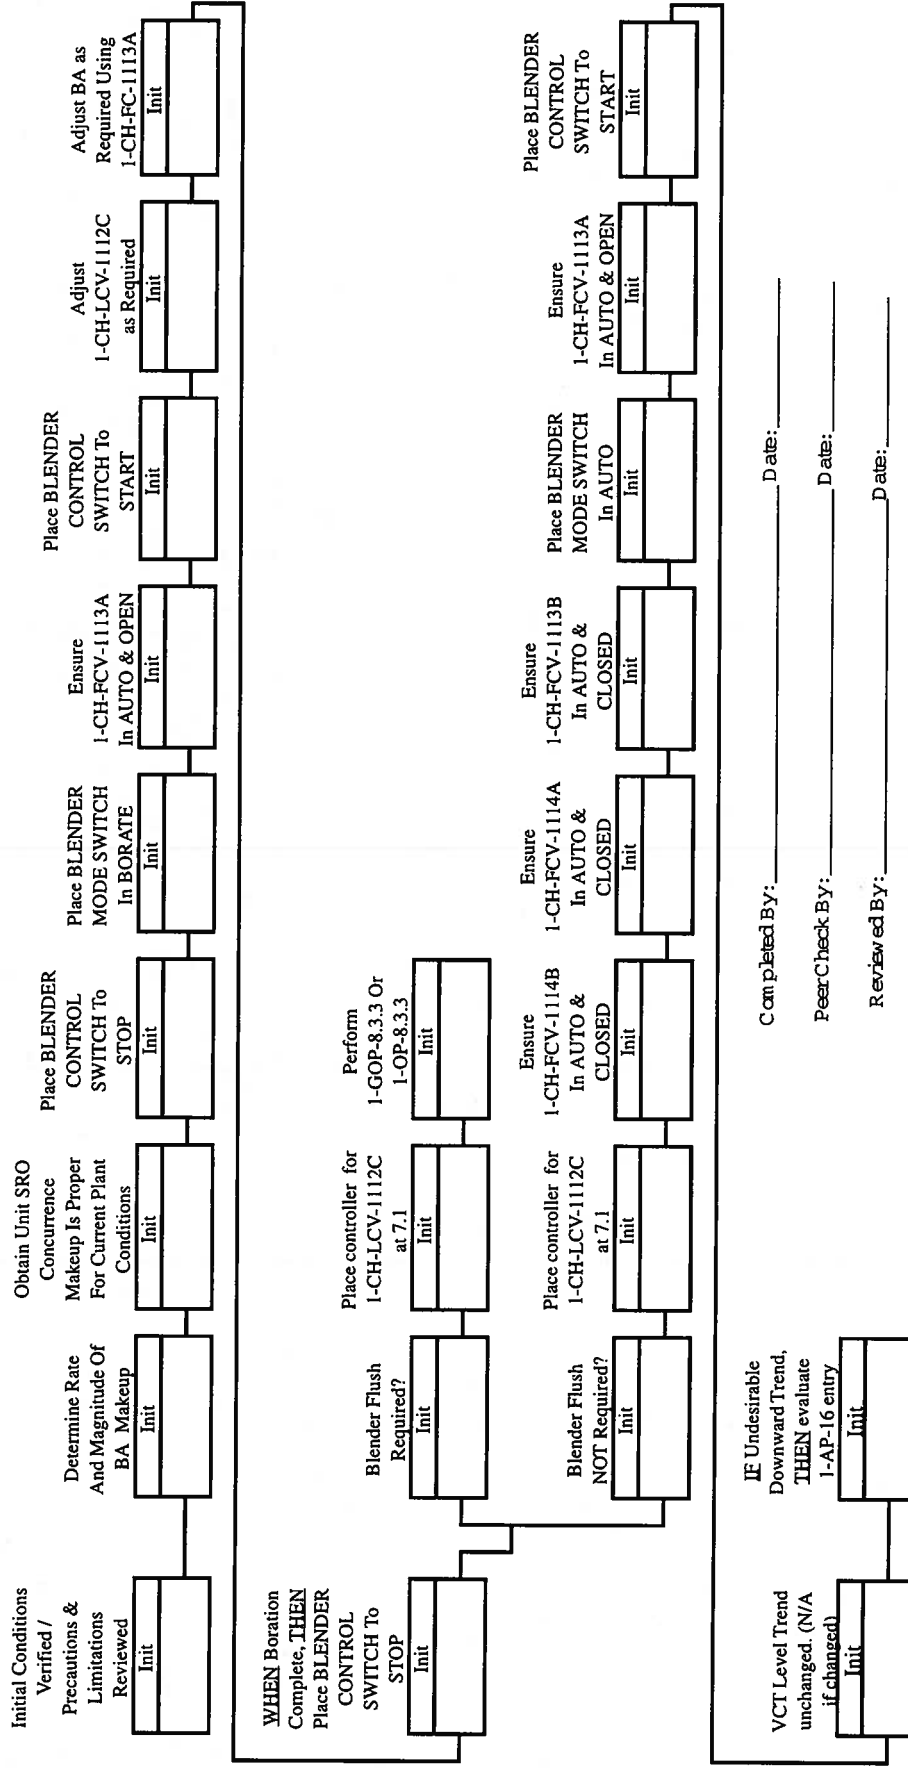 Initial Conditions
Verified /
Precautions &
Limitations
Reviewed
Init
Determine Rate
And Magnitude Of
BA Makeup
Init
Obtain Unit SRO
Concurrence
Makeup Is Proper
For Current Plant
Conditions
Init
Place BLENDER
CONTROL
SWITCH To
STOP
Init
Place BLENDER
MODE SWITCH
In BORATE
Init
Ensure
1-CH-FCV-1113A
In AUTO & OPEN
Init
Place BLENDER
CONTROL
SWITCH To
START
Init
Adjust
1-CH-LCV-1112C
as Required
Init
Adjust BA as
Required Using
1-CH-FC-1113A
Init
WHEN Boration
Complete, THEN
Place BLENDER
CONTROL
SWITCH To
STOP
Init
Blender Flush
Required?
Init
Place controller for
1-CH-LCV-1112C
at 7.1
Init
Perform
1-GOP-8.3.3 Or
1-OP-8.3.3
Init
Blender Flush
NOT Required?
Init
Place controller for
1-CH-LCV-1112C
at 7.1
Init
Ensure
1-CH-FCV-1114B
In AUTO &
CLOSED
Init
Ensure
1-CH-FCV-1114A
In AUTO &
CLOSED
Init
Ensure
1-CH-FCV-1113B
In AUTO &
CLOSED
Init
Place BLENDER
MODE SWITCH
In AUTO
Init
Ensure
1-CH-FCV-1113A
In AUTO & OPEN
Init
Place BLENDER
CONTROL
SWITCH To
START
Init
VCT Level Trend
unchanged. (N/A
if changed)
Init
IF Undesirable
Downward Trend,
THEN evaluate
1-AP-16 entry
Init
Completed By: Date:
PeerCheck By: Date:
Reviewed By: Date: